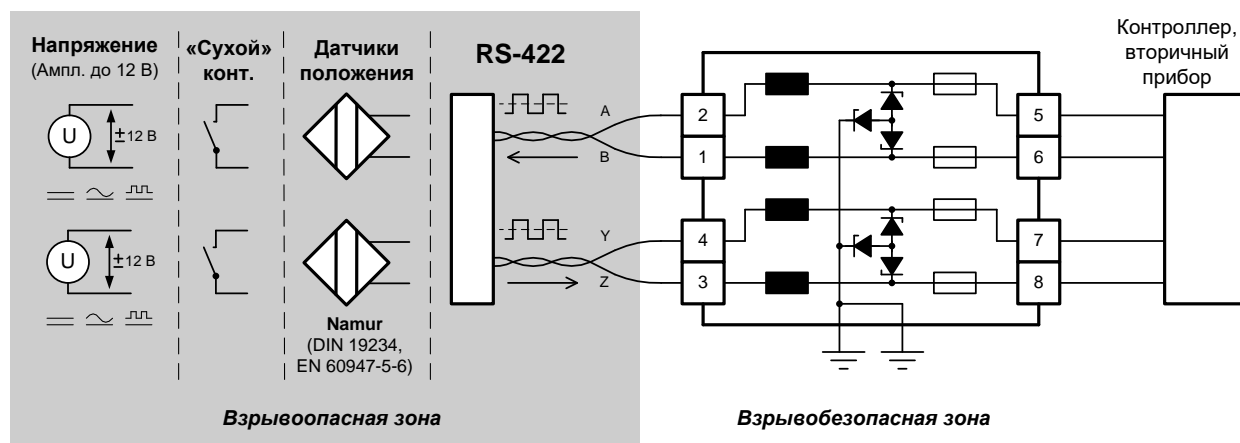 Напряжение
(Ампл. до 12 В)
«Сухой»
конт.
Датчики
положения
RS-422
Контроллер,
вторичный
прибор
U
±12 В
A
B
2
1
5
6
U
±12 В
Y
Z
4
3
7
8
Namur
(DIN 19234,
EN 60947-5-6)
Взрывоопасная зона
Взрывобезопасная зона